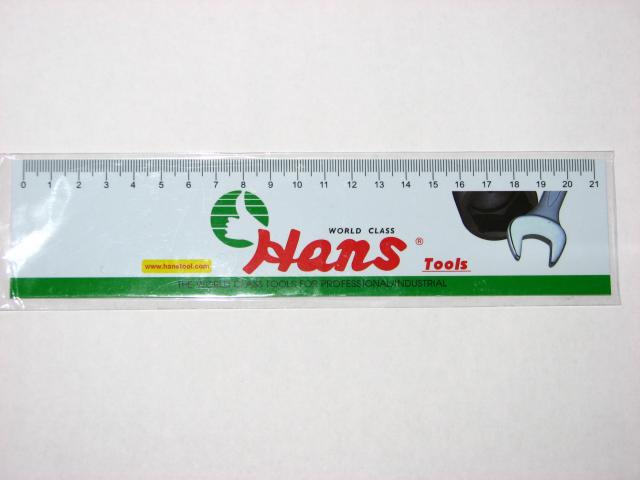 0 1 2 3 4 5 6 7 8 9 10 11 12 13 14 15 16 17 18 19 20 21
WORLD CLASS
Hans ® Tools
www.hanstool.com
THE WORLD CLASS TOOLS FOR PROFESSIONAL/INDUSTRIAL